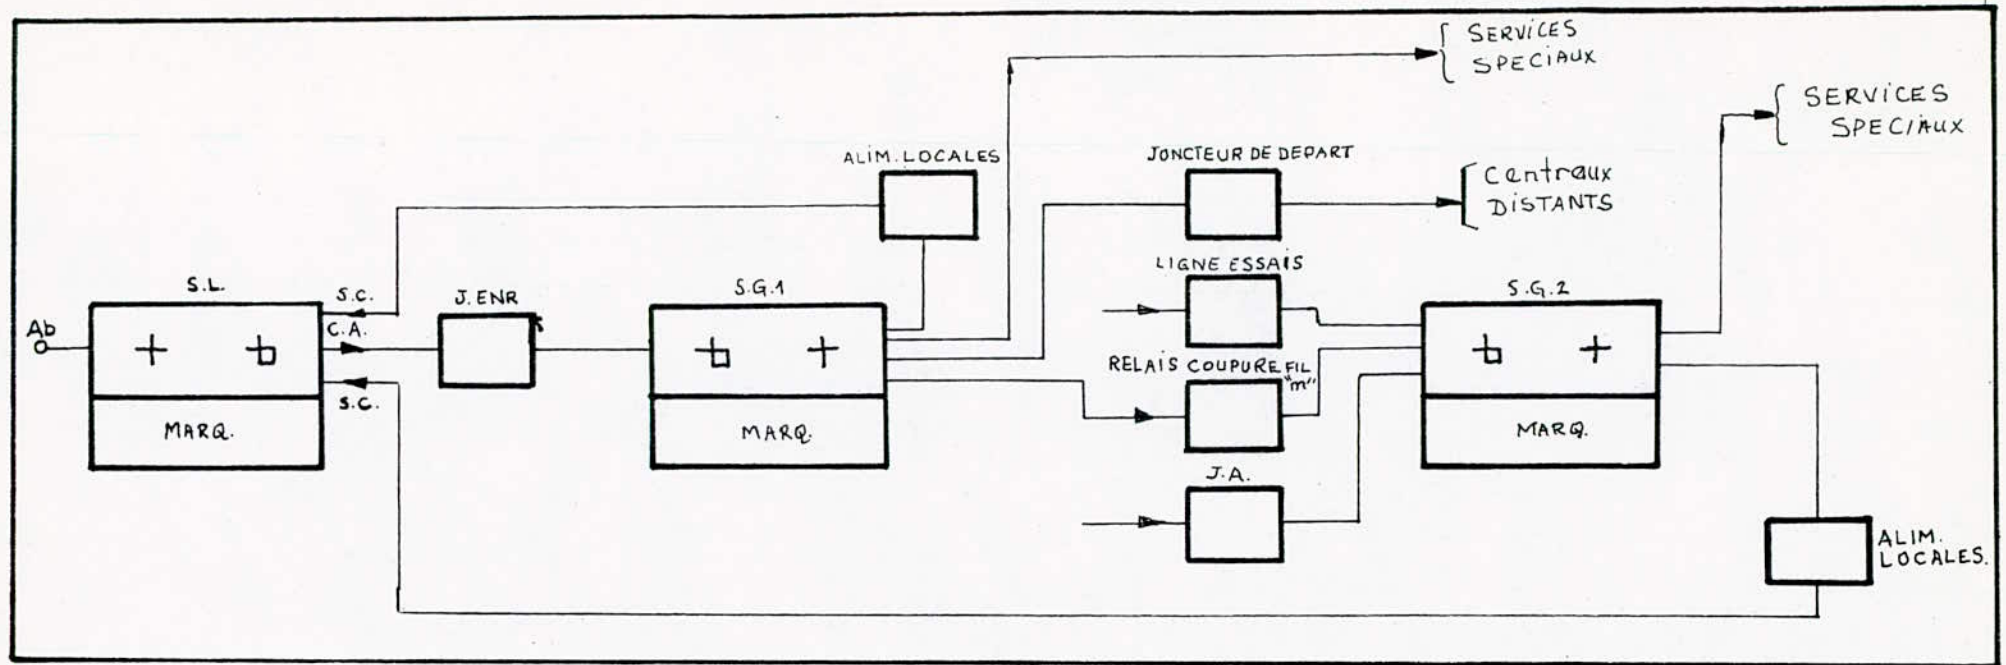 SERVICES
SPECIAUX
SERVICES
SPECIAUX
ALIM. LOCALES
JONCTEUR DE DEPART
Centraux
DISTANTS
LIGNE ESSAIS
S.L.
S.C.
J. ENR
S.G.1
S.G.2
Ab
C.A.
RELAIS COUPURE FIL
"m"
S.C.
MARQ.
MARQ.
MARQ.
J.A.
ALIM.
LOCALES.